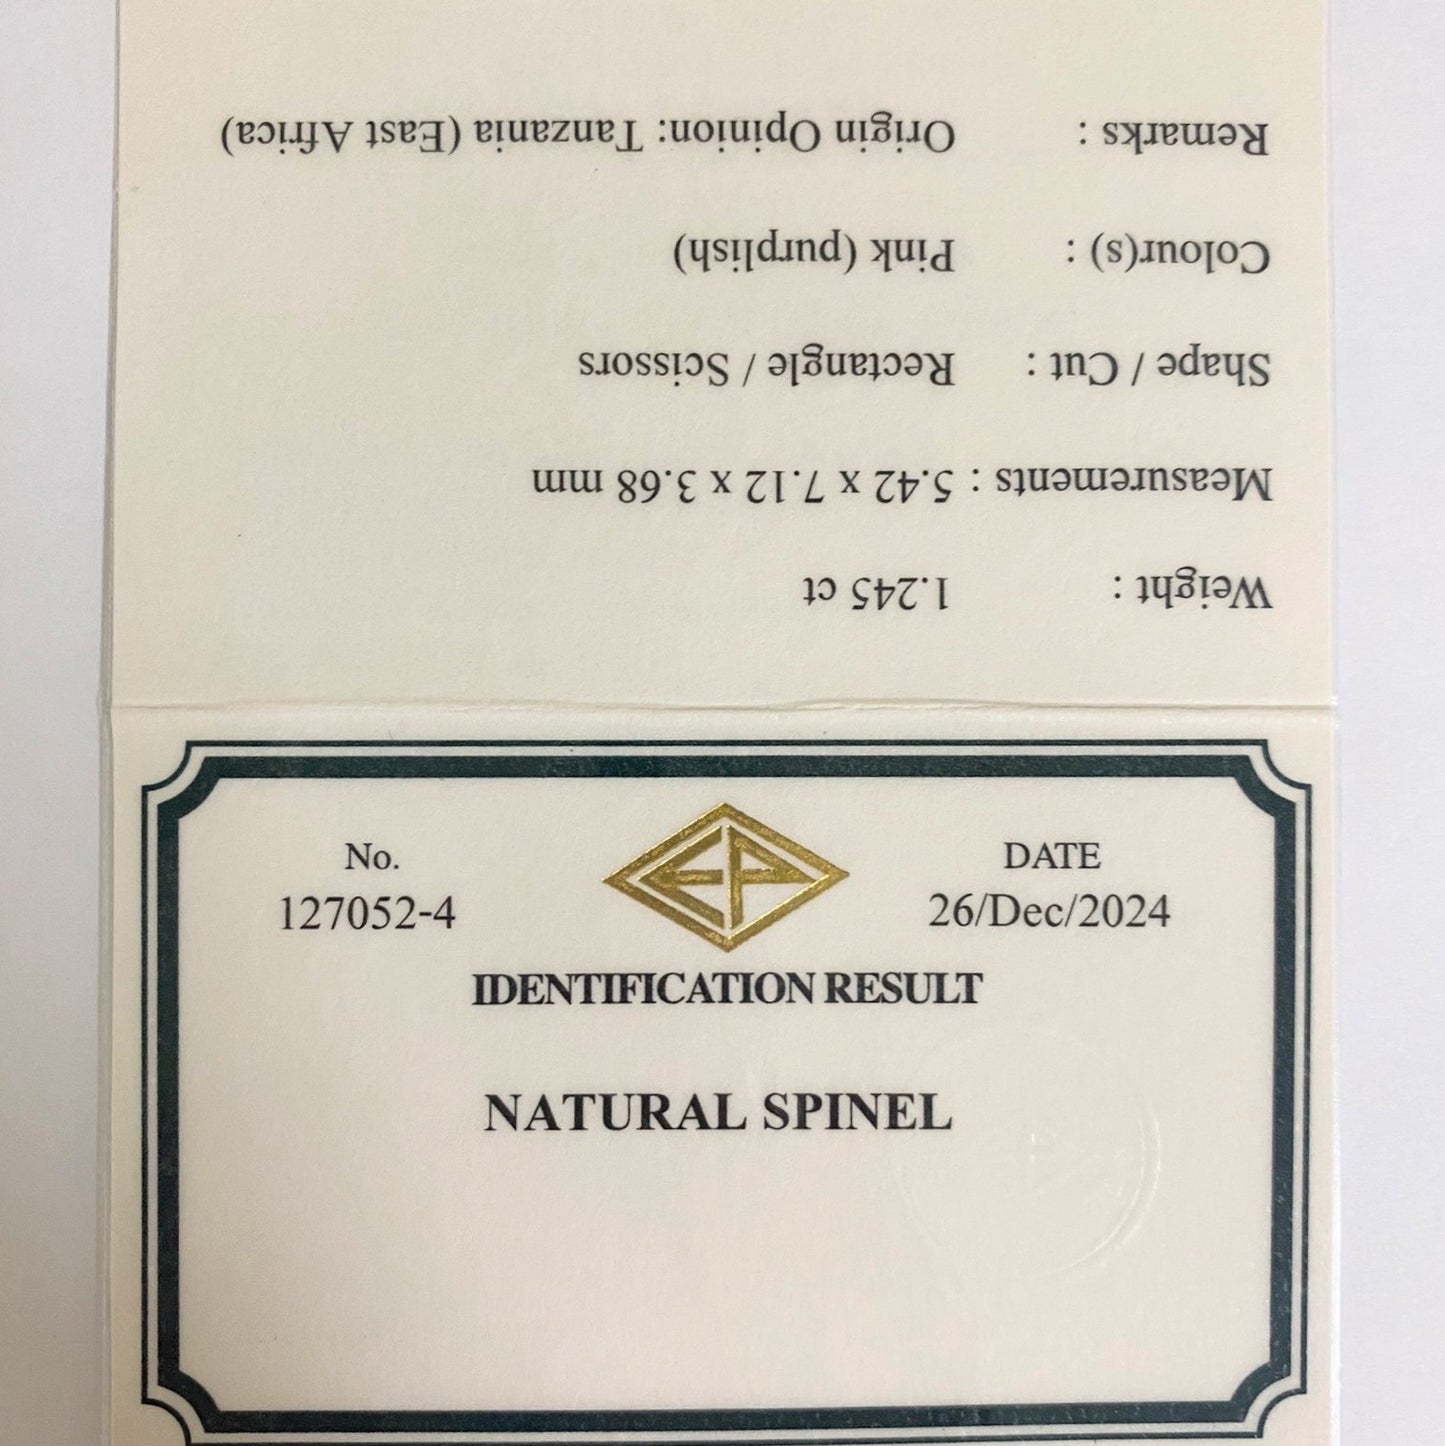 Weight : 1.245 ct
Measurements : 5.42 x 7.12 x 3.68 mm
Shape / Cut : Rectangle / Scissors
Colour(s) : Pink (purplish)
Remarks : Origin Opinion: Tanzania (East Africa)
No. EP DATE
127052-4 26/Dec/2024
IDENTIFICATION RESULT
NATURAL SPINEL